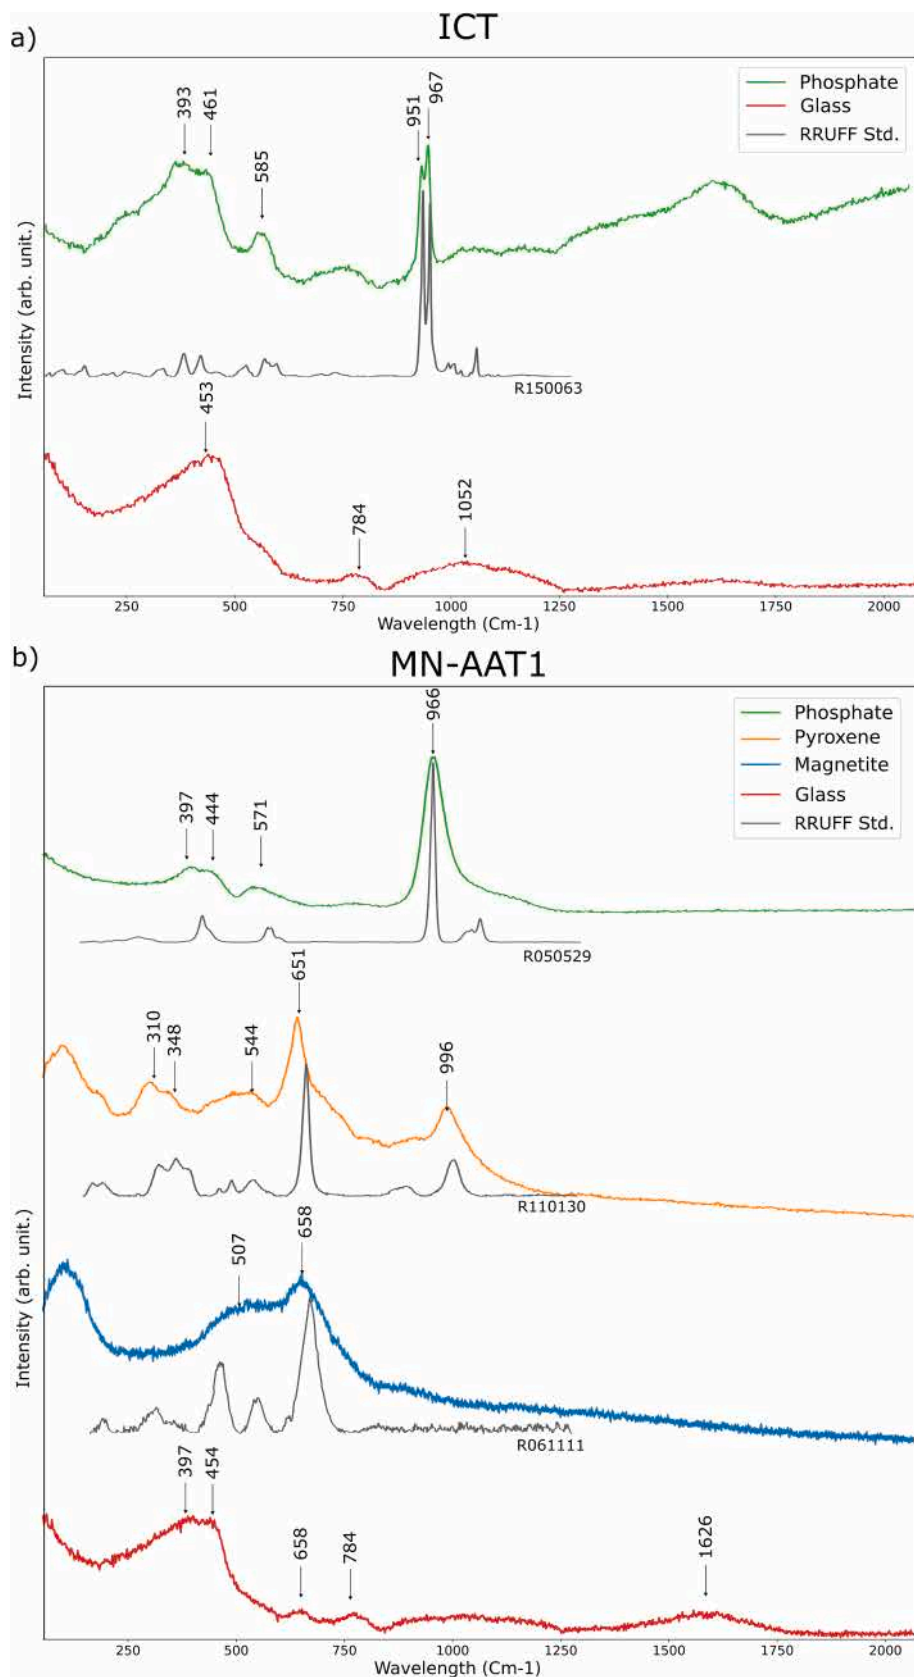 a)
ICT
Phosphate
Glass
RRUFF Std.
393
461
585
951
967
R150063
453
784
1052
Intensity (arb. unit.)
250 500 750 1000 1250 1500 1750 2000
Wavelength (Cm-1)
b)
MN-AAT1
Phosphate
Pyroxene
Magnetite
Glass
RRUFF Std.
966
397
444
571
R050529
651
310
348
544
996
R110130
507
658
R061111
397
454
658
784
1626
Intensity (arb. unit.)
250 500 750 1000 1250 1500 1750 2000
Wavelength (Cm-1)